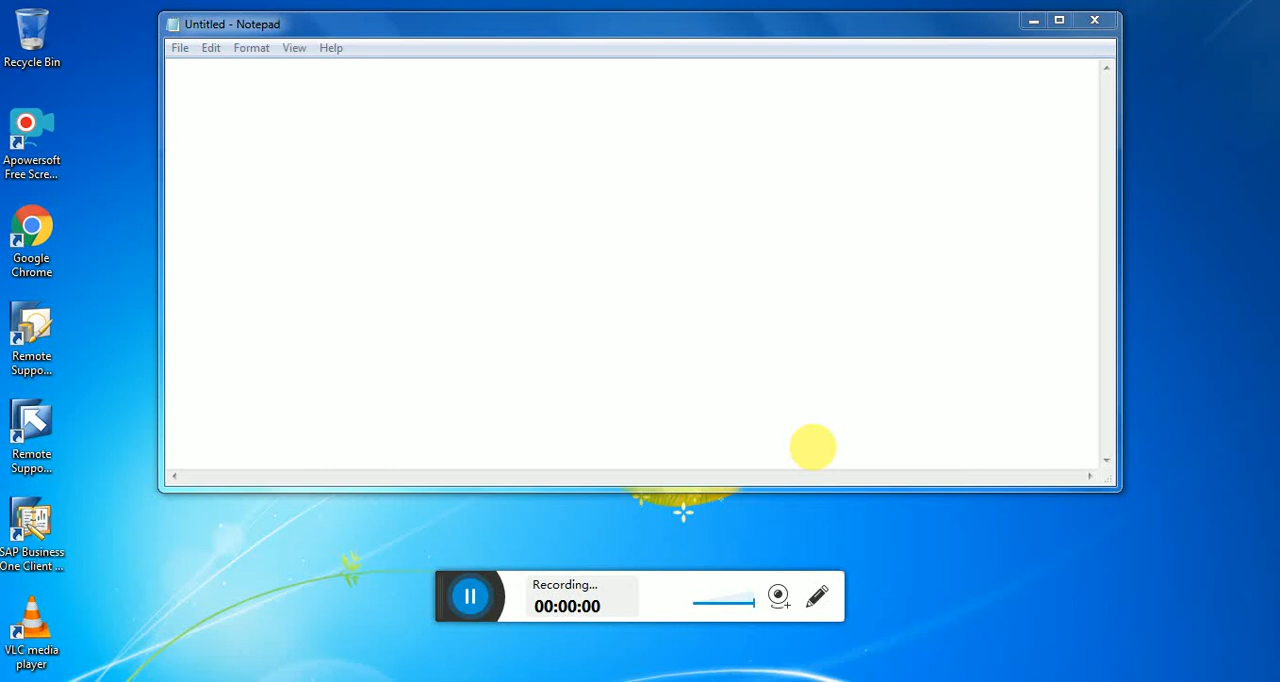 Untitled - Notepad
File Edit Format View Help
Recycle Bin
Apowersoft
Free Scre...
Google
Chrome
Remote
Suppo...
Remote
Suppo...
SAP Business
One Client ...
VLC media
player
Recording...
00:00:00